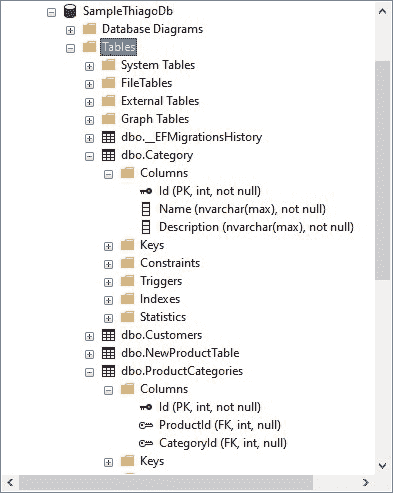 SampleThiagoDb
Database Diagrams
Tables
System Tables
FileTables
External Tables
Graph Tables
dbo.__EFMigrationsHistory
dbo.Category
Columns
Id (PK, int, not null)
Name (nvarchar(max), not null)
Description (nvarchar(max), not null)
Keys
Constraints
Triggers
Indexes
Statistics
dbo.Customers
dbo.NewProductTable
dbo.ProductCategories
Columns
Id (PK, int, not null)
ProductId (FK, int, null)
CategoryId (FK, int, null)
Keys